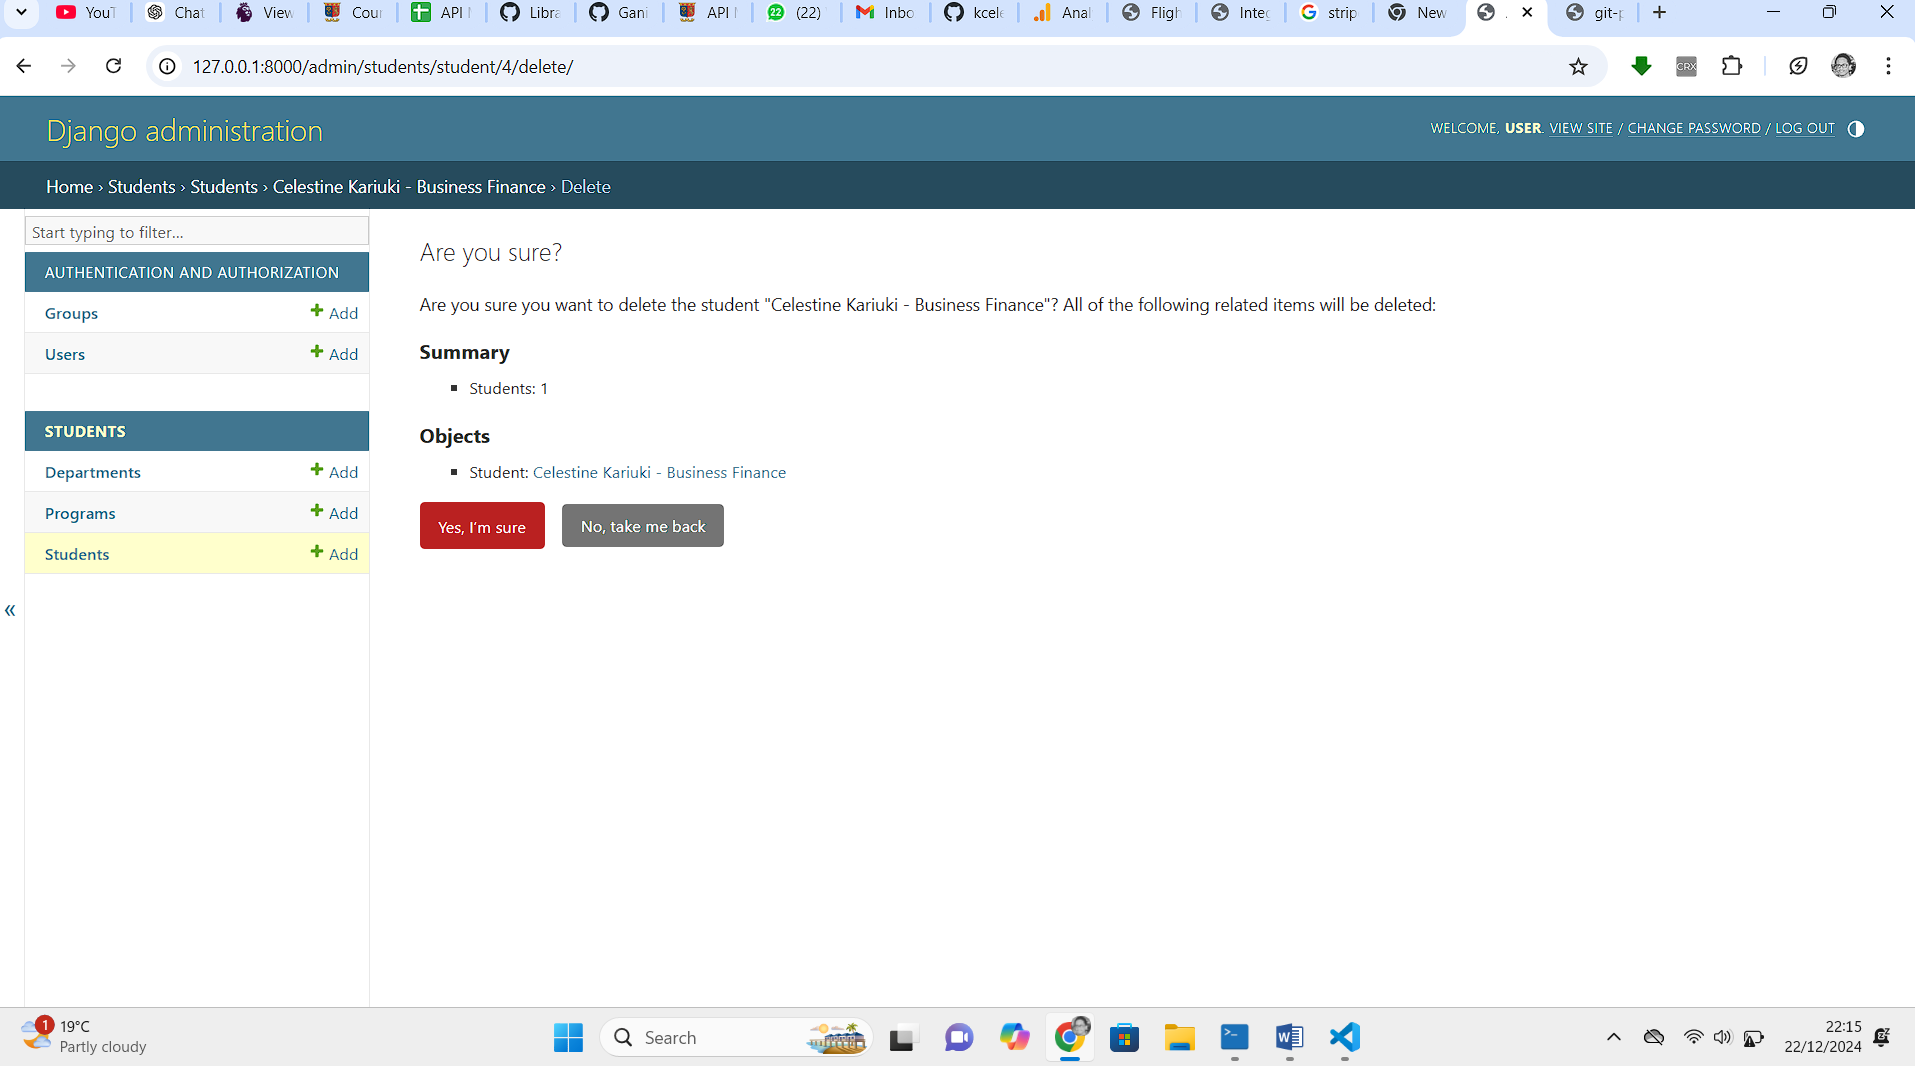 YouT
Chat
View
Cour
API
Libra
Gani
API
22 (22)
Inbo
kcele
Anal
Fligh
Integ
strip
New
git-p
127.0.0.1:8000/admin/students/student/4/delete/
CRX
Django administration
WELCOME, USER. VIEW SITE / CHANGE PASSWORD / LOG OUT
Home › Students › Students › Celestine Kariuki - Business Finance › Delete
Start typing to filter...
AUTHENTICATION AND AUTHORIZATION
Groups + Add
Users + Add
STUDENTS
Departments + Add
Programs + Add
Students + Add
«
Are you sure?
Are you sure you want to delete the student "Celestine Kariuki - Business Finance"? All of the following related items will be deleted:
Summary
Students: 1
Objects
Student: Celestine Kariuki - Business Finance
Yes, I’m sure
No, take me back
1
19°C
Partly cloudy
Search
22:15
22/12/2024